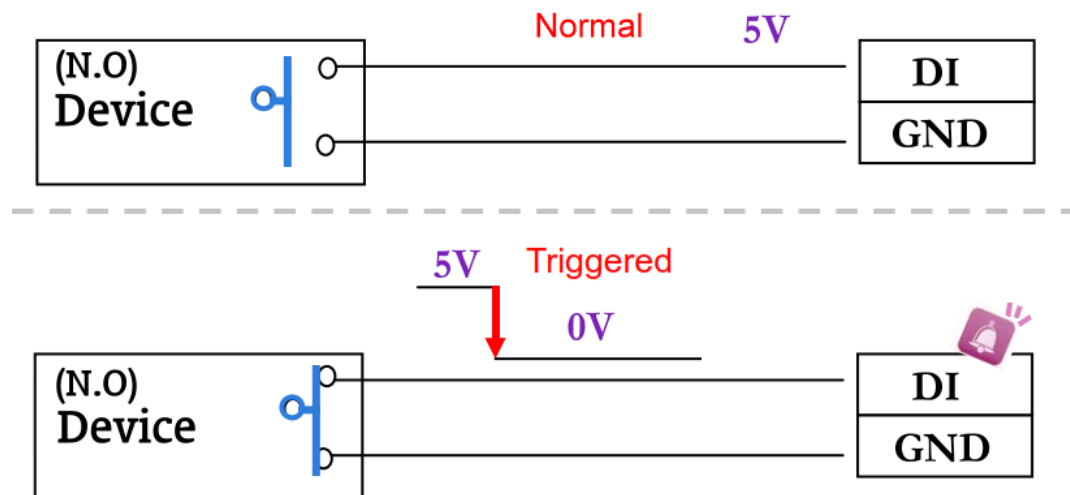 Normal 5V
(N.O)
Device
DI
GND
5V Triggered
0V
(N.O)
Device
DI
GND